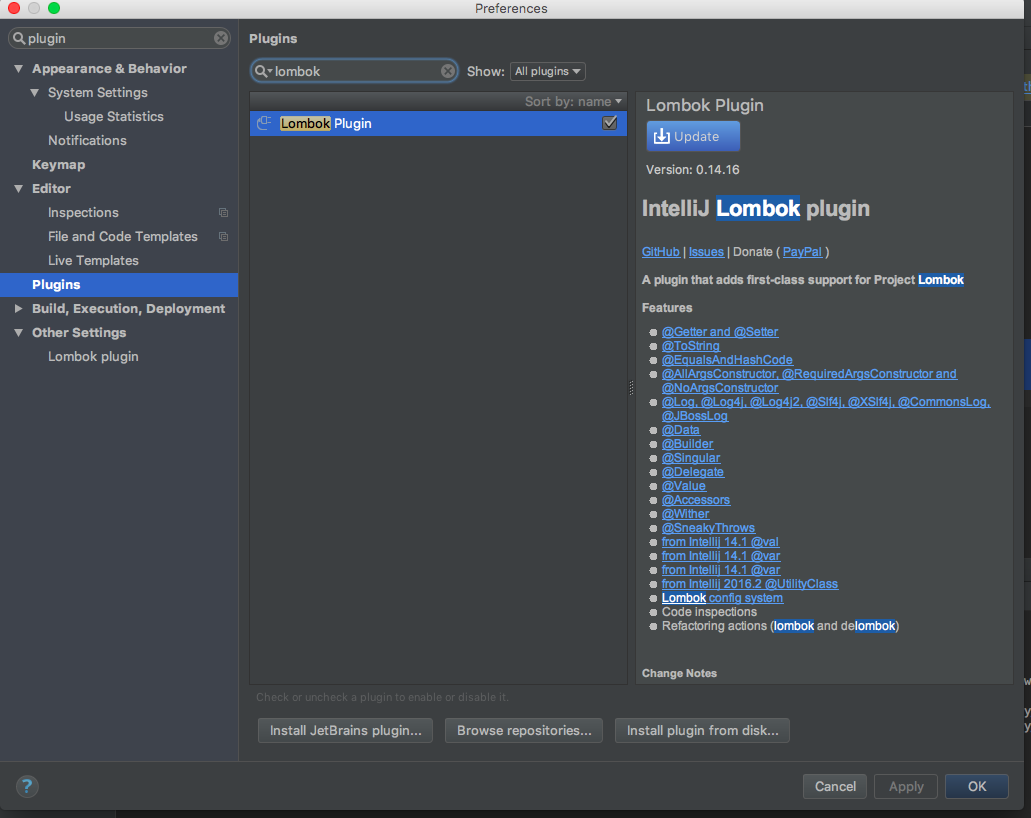 Preferences
plugin
Appearance & Behavior
System Settings
Usage Statistics
Notifications
Keymap
Editor
Inspections
File and Code Templates
Live Templates
Plugins
Build, Execution, Deployment
Other Settings
Lombok plugin
Plugins
lombok
Show: All plugins
Sort by: name
Lombok Plugin
Lombok Plugin
Update
Version: 0.14.16
IntelliJ Lombok plugin
GitHub | Issues | Donate ( PayPal )
A plugin that adds first-class support for Project Lombok
Features
@Getter and @Setter
@ToString
@EqualsAndHashCode
@AllArgsConstructor, @RequiredArgsConstructor and
@NoArgsConstructor
@Log, @Log4j, @Log4j2, @Slf4j, @XSlf4j, @CommonsLog,
@JBossLog
@Data
@Builder
@Singular
@Delegate
@Value
@Accessors
@Wither
@SneakyThrows
from Intellij 14.1 @val
from Intellij 14.1 @var
from Intellij 14.1 @var
from Intellij 2016.2 @UtilityClass
Lombok config system
Code inspections
Refactoring actions (lombok and delombok)
Change Notes
Check or uncheck a plugin to enable or disable it.
Install JetBrains plugin...
Browse repositories...
Install plugin from disk...
?
Cancel
Apply
OK